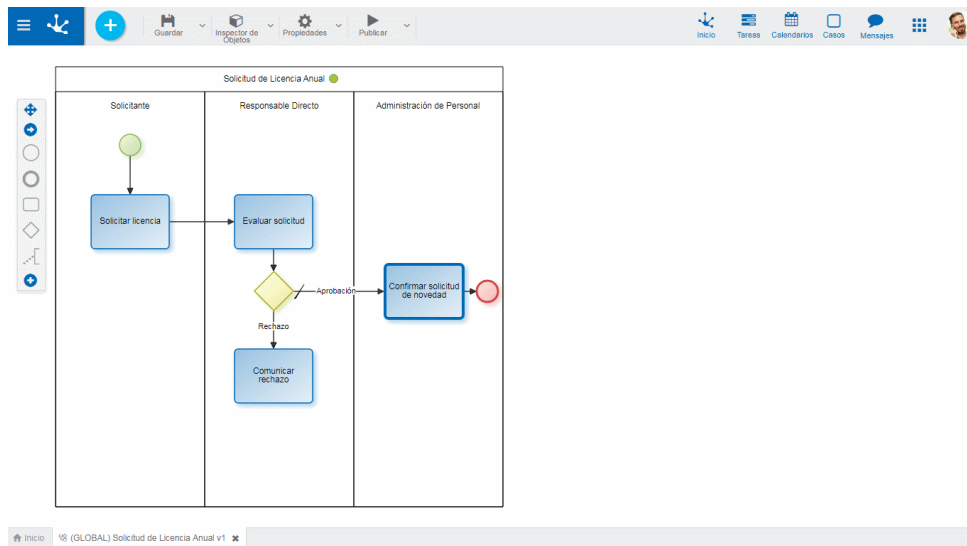 Guardar
Inspector de
Objetos
Propiedades
Publicar
Inicio
Tareas
Calendarios
Casos
Mensajes
Solicitud de Licencia Anual
Solicitante
Responsable Directo
Administración de Personal
Solicitar licencia
Evaluar solicitud
Aprobación
Confirmar solicitud
de novedad
Rechazo
Comunicar
rechazo
Inicio
(GLOBAL) Solicitud de Licencia Anual v1